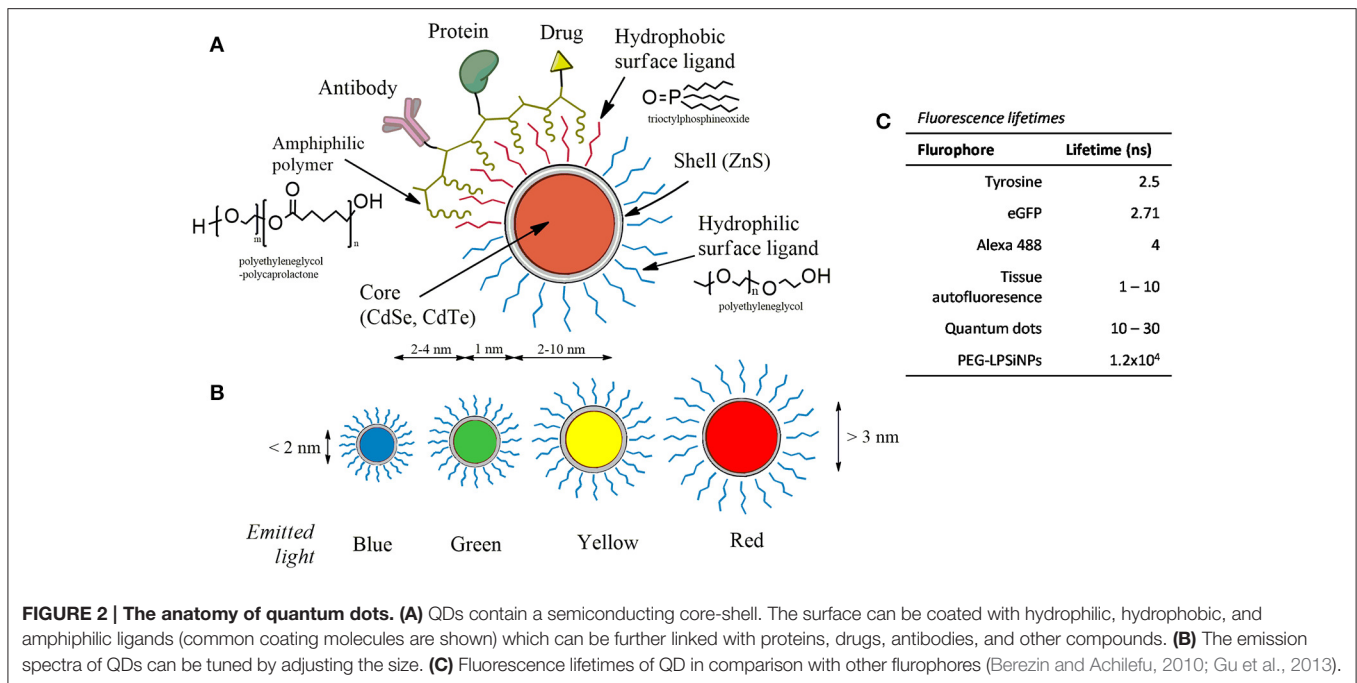 A
Protein
Drug
Hydrophobic
surface ligand
O=P
trioctylphosphineoxide
Antibody
Amphiphilic
polymer
Shell (ZnS)
H
O
m
O
O
OH
n
polyethyleneglycol
-polycaprolactone
Hydrophilic
surface ligand
O
n
O
OH
polyethyleneglycol
Core
(CdSe, CdTe)
2-4 nm
1 nm
2-10 nm
B
< 2 nm
> 3 nm
Emitted
light
Blue
Green
Yellow
Red
C
Fluorescence lifetimes
Flurophore Lifetime (ns)
Tyrosine 2.5
eGFP 2.71
Alexa 488 4
Tissue
autofluoresence 1 – 10
Quantum dots 10 – 30
PEG-LPSiNPs 1.2x10⁴
FIGURE 2 | The anatomy of quantum dots. (A) QDs contain a semiconducting core-shell. The surface can be coated with hydrophilic, hydrophobic, and
amphiphilic ligands (common coating molecules are shown) which can be further linked with proteins, drugs, antibodies, and other compounds. (B) The emission
spectra of QDs can be tuned by adjusting the size. (C) Fluorescence lifetimes of QD in comparison with other flurophores (Berezin and Achilefu, 2010; Gu et al., 2013).